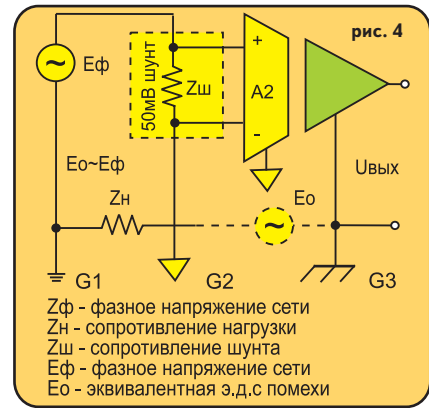 рис. 4
Eф
50мВ шунт
Zш
+
A2
-
Eo~Eф
Zн
Eo
Uвых
G1
G2
G3
Zф - фазное напряжение сети
Zн - сопротивление нагрузки
Zш - сопротивление шунта
Eф - фазное напряжение сети
Eo - эквивалентная э.д.с помехи